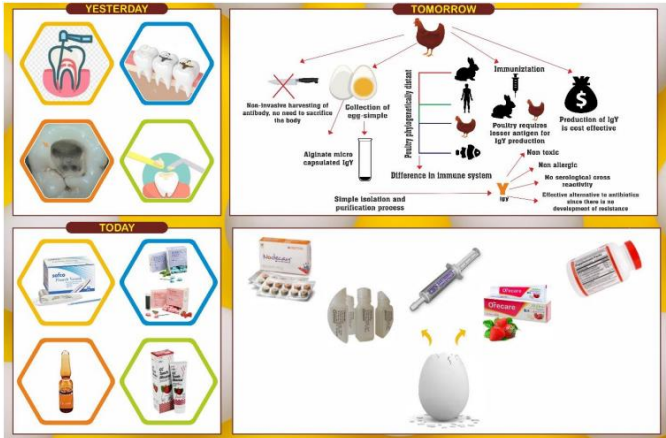 YESTERDAY
TOMORROW
Non-invasive harvesting of
antibody, no need to sacrifice
the body
Collection of
egg-simple
Alginate micro
capsulated IgY
Simple isolation and
purification process
Poultry phylogenetically distant
Difference in immune system
Immuniztation
Poultry requires
lesser antigen for
IgY production
Production of IgY
is cost effective
$
IgY
Non toxic
Non allergic
No serological cross
reactivity
Effective alternative to antibiotics
since there is no
development of resistance
TODAY
Ovecare